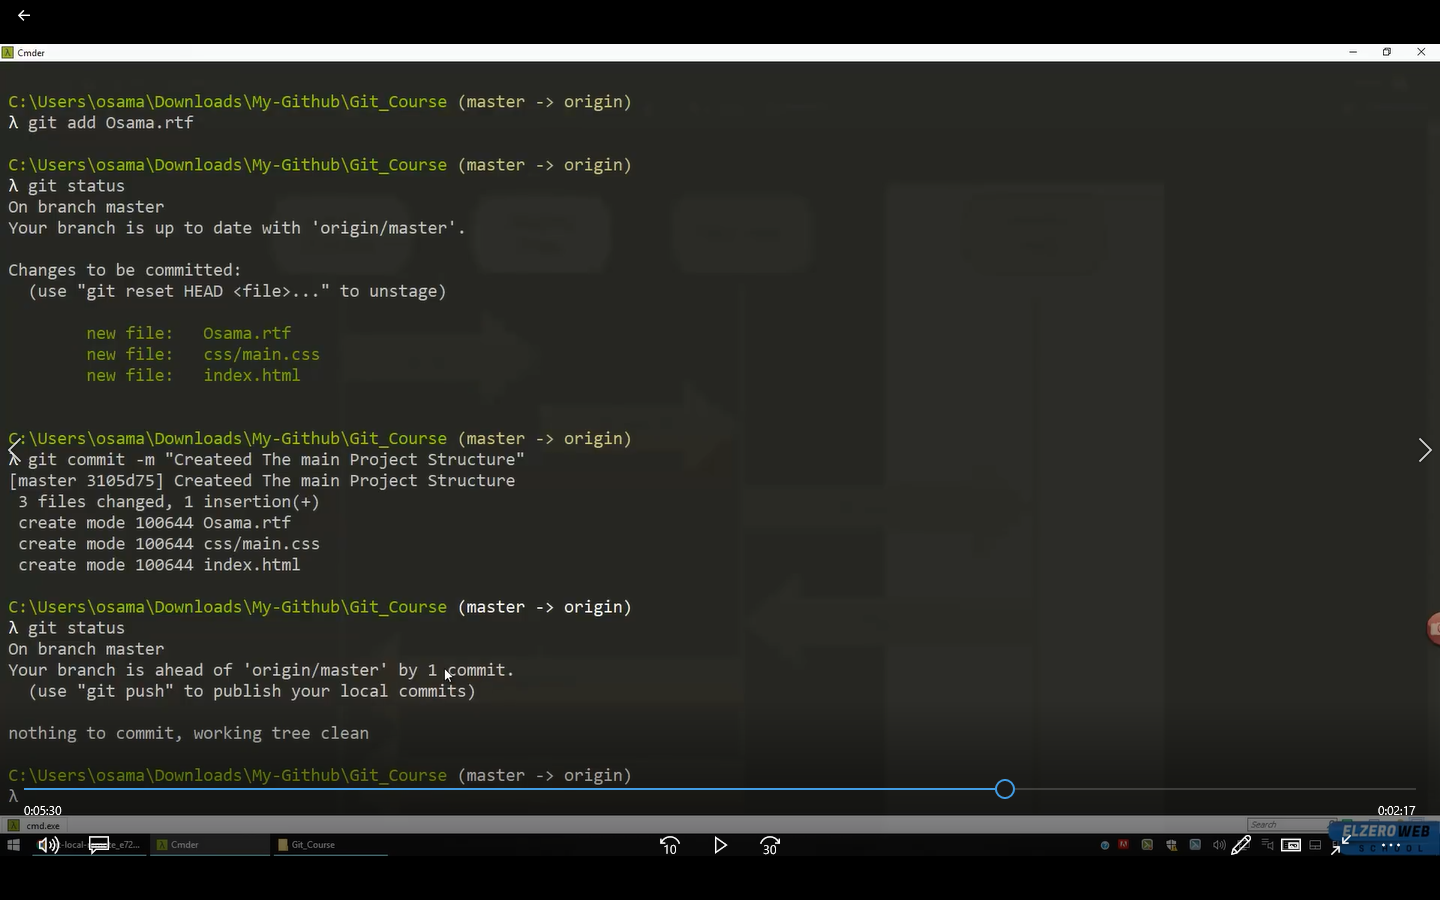 Cmder
C:\Users\osama\Downloads\My-Github\Git_Course (master -> origin)
λ git add Osama.rtf
C:\Users\osama\Downloads\My-Github\Git_Course (master -> origin)
λ git status
On branch master
Your branch is up to date with 'origin/master'.
Changes to be committed:
(use "git reset HEAD <file>..." to unstage)
new file: Osama.rtf
new file: css/main.css
new file: index.html
C:\Users\osama\Downloads\My-Github\Git_Course (master -> origin)
λ git commit -m "Createed The main Project Structure"
[master 3105d75] Createed The main Project Structure
3 files changed, 1 insertion(+)
create mode 100644 Osama.rtf
create mode 100644 css/main.css
create mode 100644 index.html
C:\Users\osama\Downloads\My-Github\Git_Course (master -> origin)
λ git status
On branch master
Your branch is ahead of 'origin/master' by 1 commit.
(use "git push" to publish your local commits)
nothing to commit, working tree clean
C:\Users\osama\Downloads\My-Github\Git_Course (master -> origin)
λ
0:05:30 0:02:17
cmd.exe Search
ELZEROWEB
SCHOOL
Cmder Git_Course
10 30